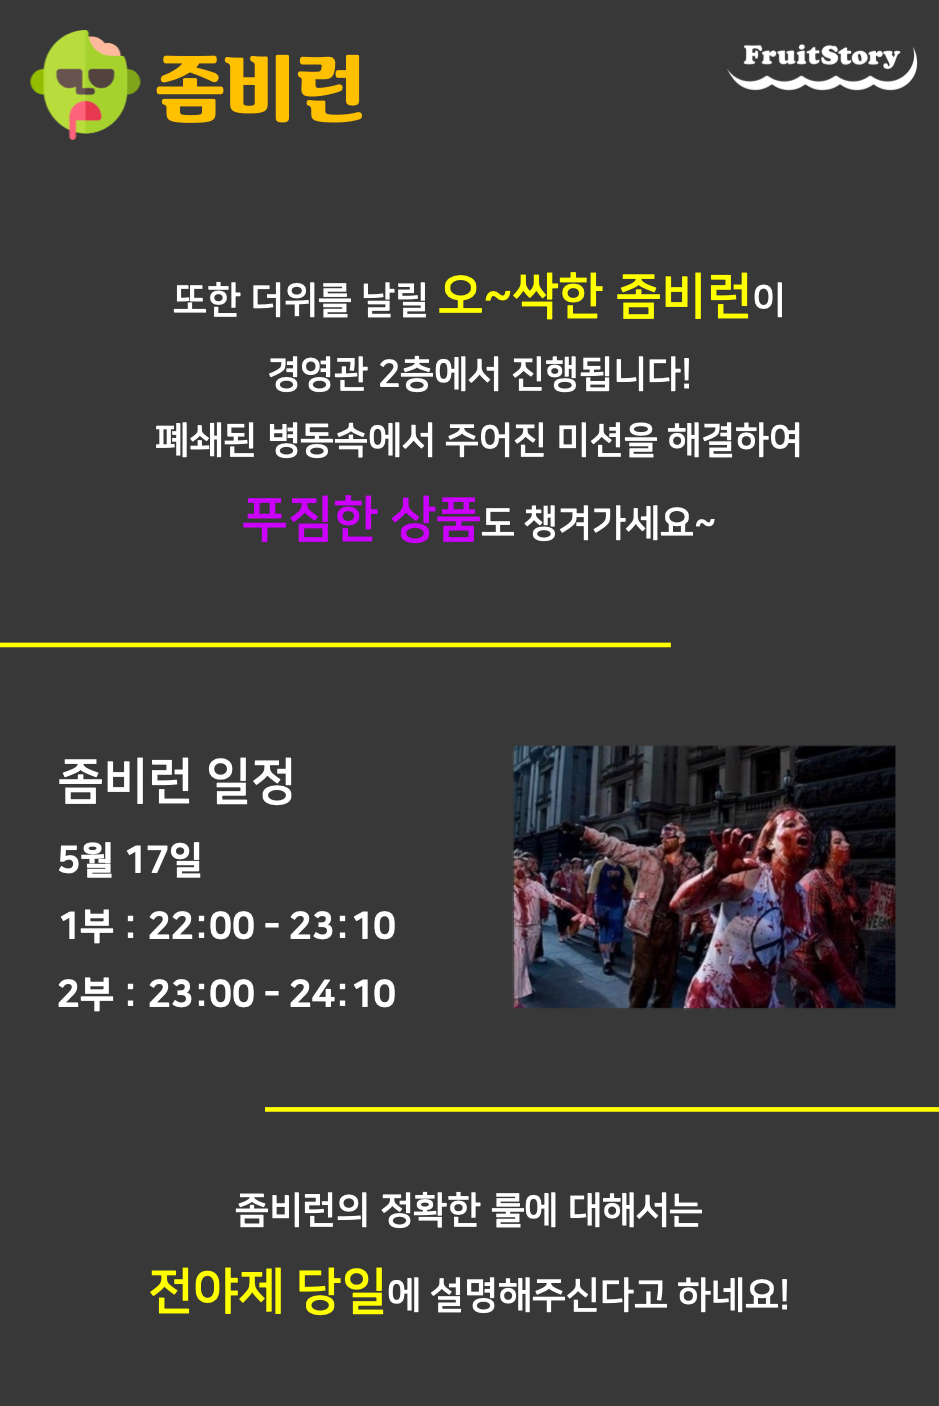 좀비런
FruitStory
또한 더위를 날릴 오~싹한 좀비런이
경영관 2층에서 진행됩니다!
폐쇄된 병동속에서 주어진 미션을 해결하여
푸짐한 상품도 챙겨가세요~
좀비런 일정
5월 17일
1부 : 22:00 - 23:10
2부 : 23:00 - 24:10
좀비런의 정확한 룰에 대해서는
전야제 당일에 설명해주신다고 하네요!